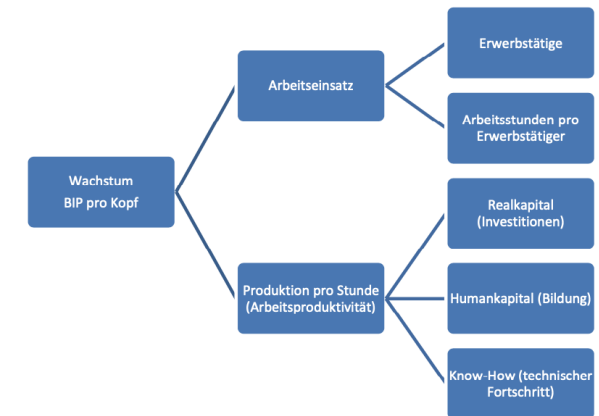 Wachstum
BIP pro Kopf
Arbeitseinsatz
Erwerbstätige
Arbeitsstunden pro
Erwerbstätiger
Produktion pro Stunde
(Arbeitsproduktivität)
Realkapital
(Investitionen)
Humankapital (Bildung)
Know-How (technischer
Fortschritt)